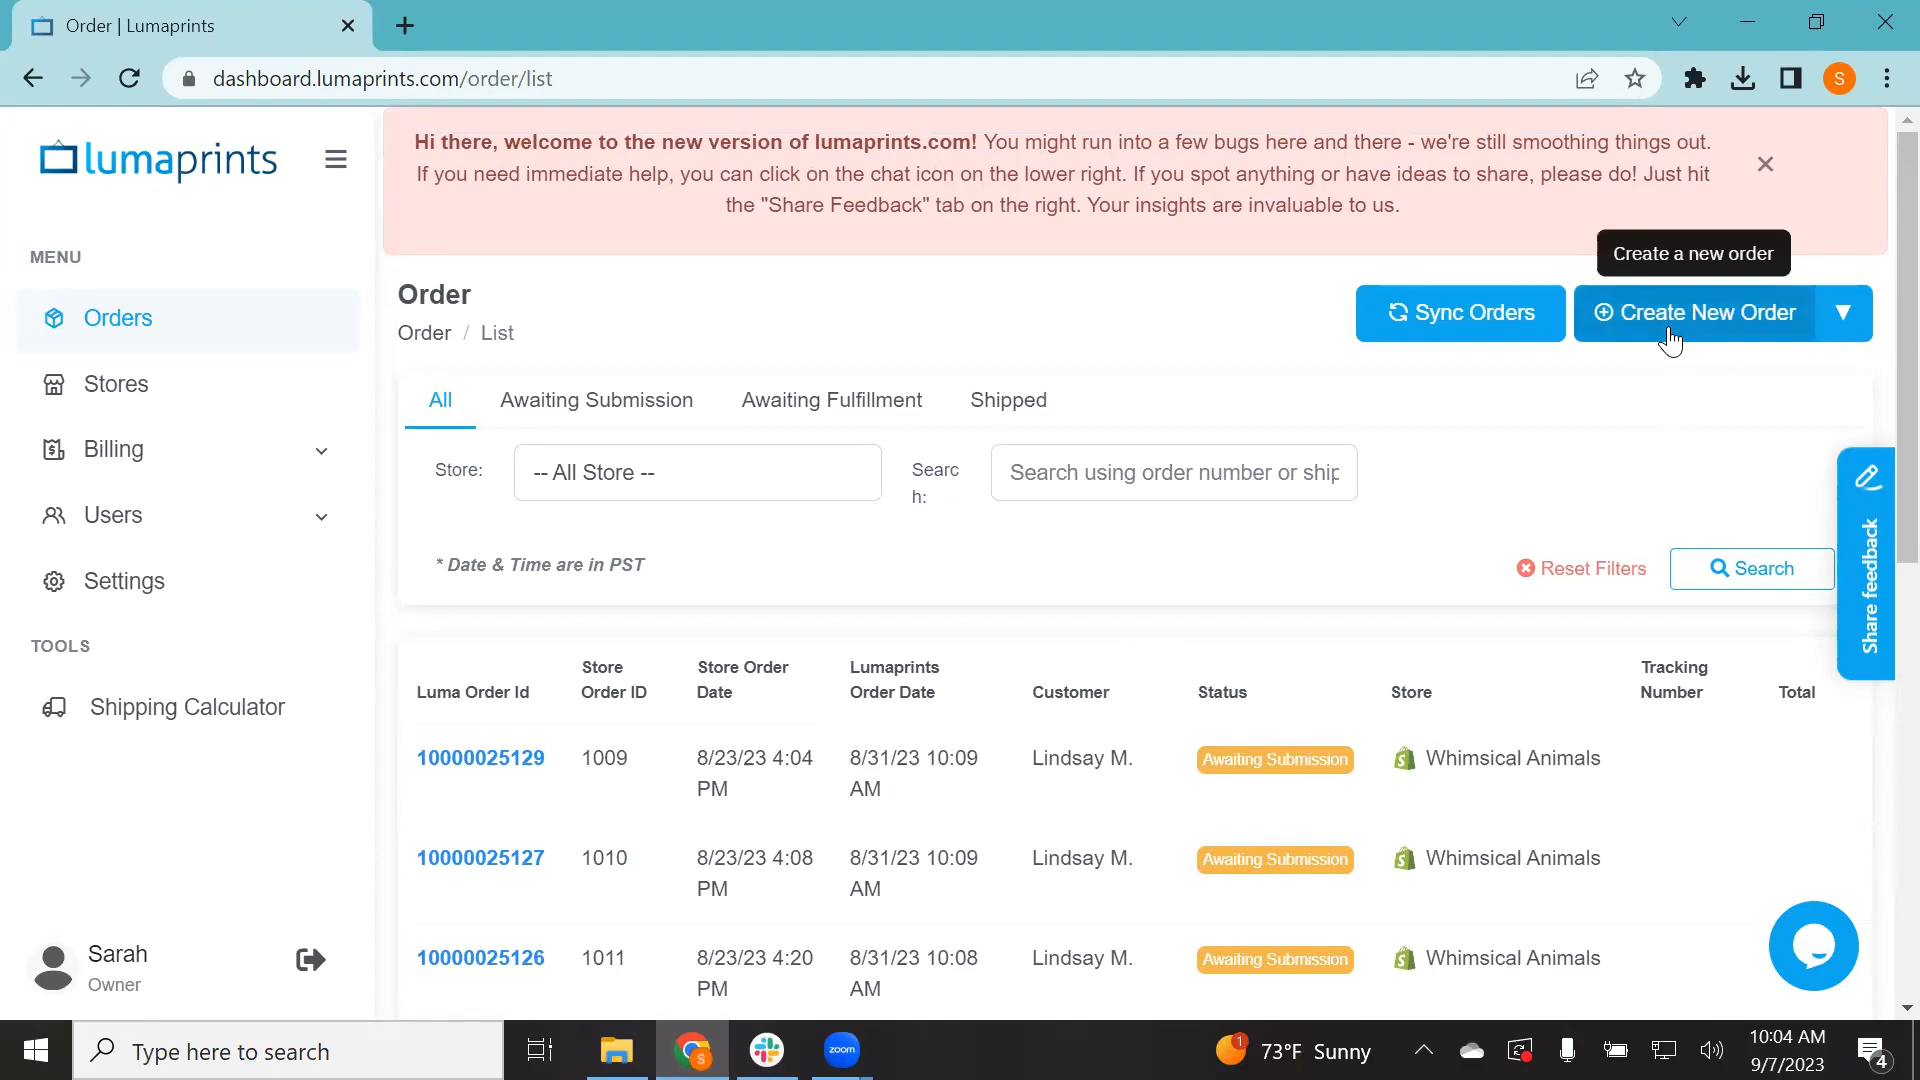 Order | Lumaprints
dashboard.lumaprints.com/order/list
S
lumaprints
Hi there, welcome to the new version of lumaprints.com! You might run into a few bugs here and there - we're still smoothing things out.
If you need immediate help, you can click on the chat icon on the lower right. If you spot anything or have ideas to share, please do! Just hit
the "Share Feedback" tab on the right. Your insights are invaluable to us.
Create a new order
MENU
Orders
Stores
Billing
Users
Settings
TOOLS
Shipping Calculator
Sarah
Owner
Order
Order / List
Sync Orders
Create New Order
All
Awaiting Submission
Awaiting Fulfillment
Shipped
Store:
-- All Store --
Searc
h:
Search using order number or ship
* Date & Time are in PST
Reset Filters
Search
Share feedback
Luma Order Id
Store
Order ID
Store Order
Date
Lumaprints
Order Date
Customer
Status
Store
Tracking
Number
Total
10000025129 1009 8/23/23 4:04 8/31/23 10:09 Lindsay M. Awaiting Submission Whimsical Animals
PM AM
10000025127 1010 8/23/23 4:08 8/31/23 10:09 Lindsay M. Awaiting Submission Whimsical Animals
PM AM
10000025126 1011 8/23/23 4:20 8/31/23 10:08 Lindsay M. Awaiting Submission Whimsical Animals
PM AM
Type here to search
S
zoom
1
73°F Sunny
10:04 AM
9/7/2023
4